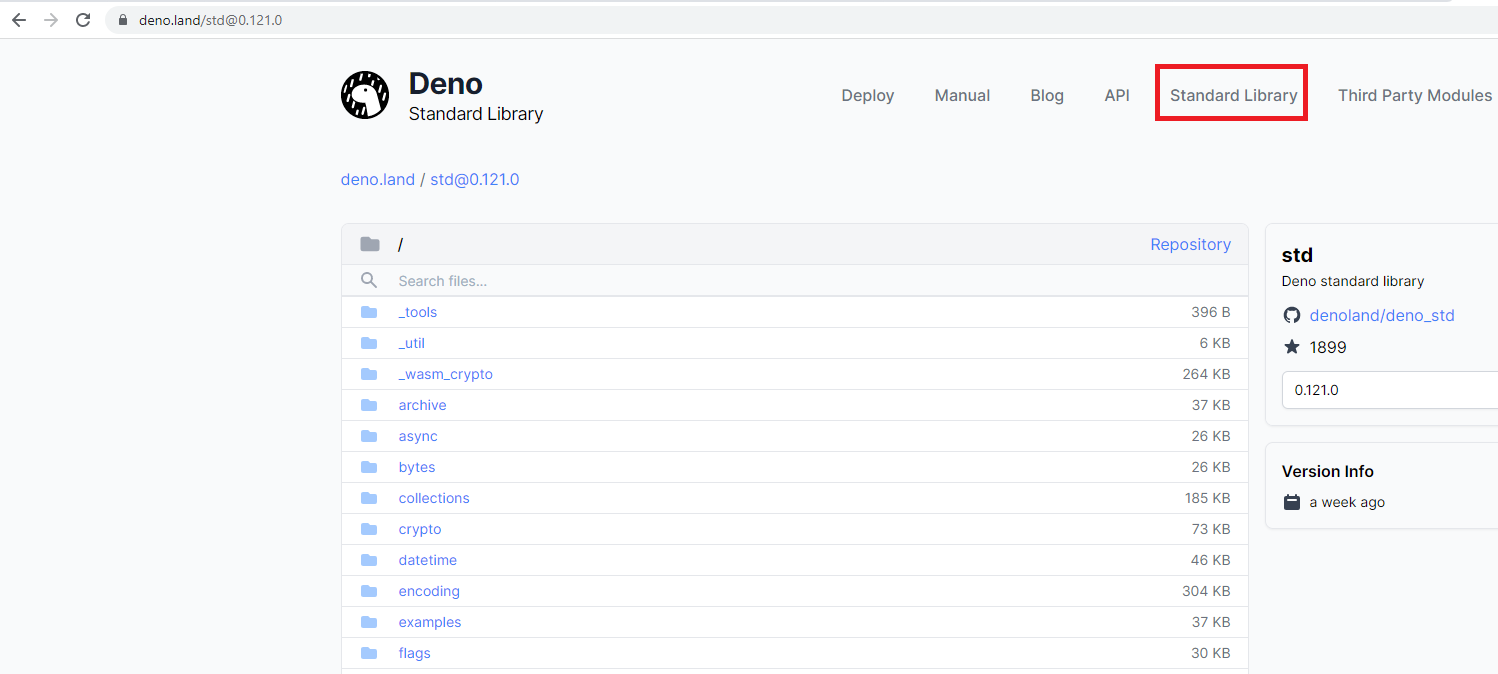 deno.land/std@0.121.0
Deno
Standard Library
Deploy Manual Blog API Standard Library Third Party Modules
deno.land / std@0.121.0
/ Repository
Search files...
_tools 396 B
_util 6 KB
_wasm_crypto 264 KB
archive 37 KB
async 26 KB
bytes 26 KB
collections 185 KB
crypto 73 KB
datetime 46 KB
encoding 304 KB
examples 37 KB
flags 30 KB
std
Deno standard library
denoland/deno_std
1899
0.121.0
Version Info
a week ago